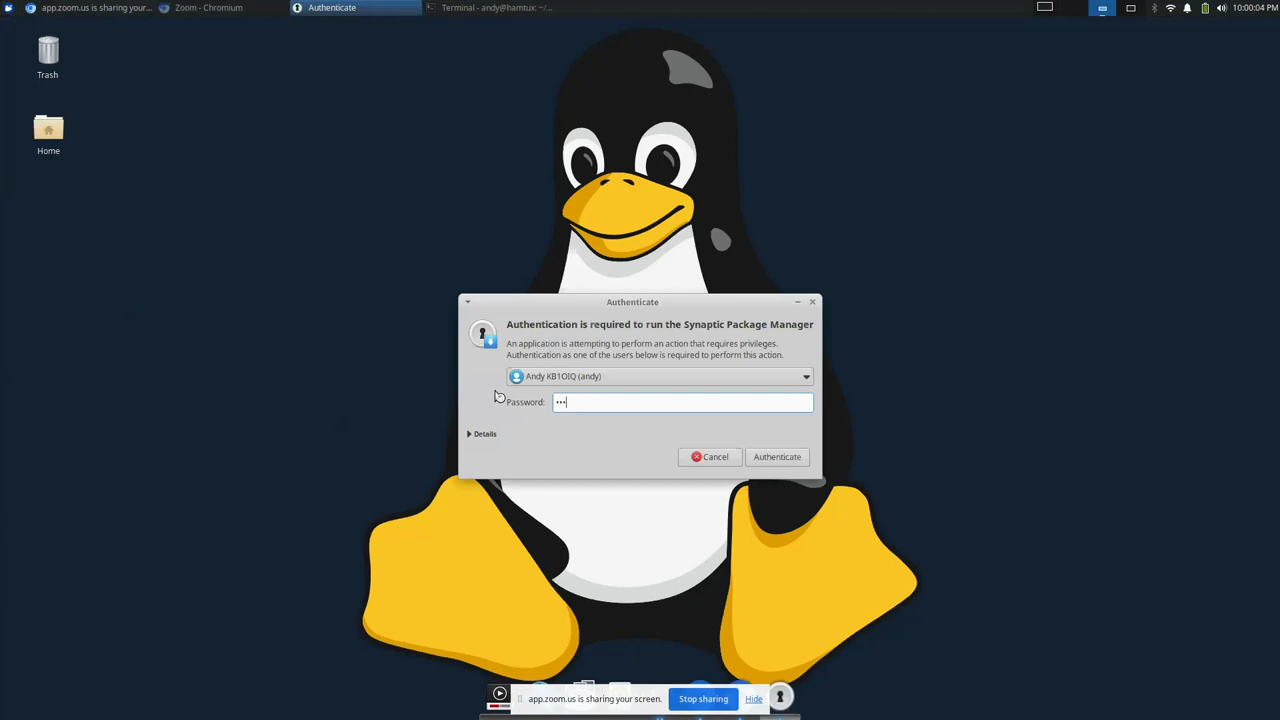 app.zoom.us is sharing your...
Zoom - Chromium
Authenticate
Terminal - andy@hamtux: ~/...
10:00:04 PM
Trash
Home
Authenticate
Authentication is required to run the Synaptic Package Manager
An application is attempting to perform an action that requires privileges.
Authentication as one of the users below is required to perform this action.
Andy KB1OIQ (andy)
Password: •••
Details
Cancel
Authenticate
app.zoom.us is sharing your screen.
Stop sharing
Hide